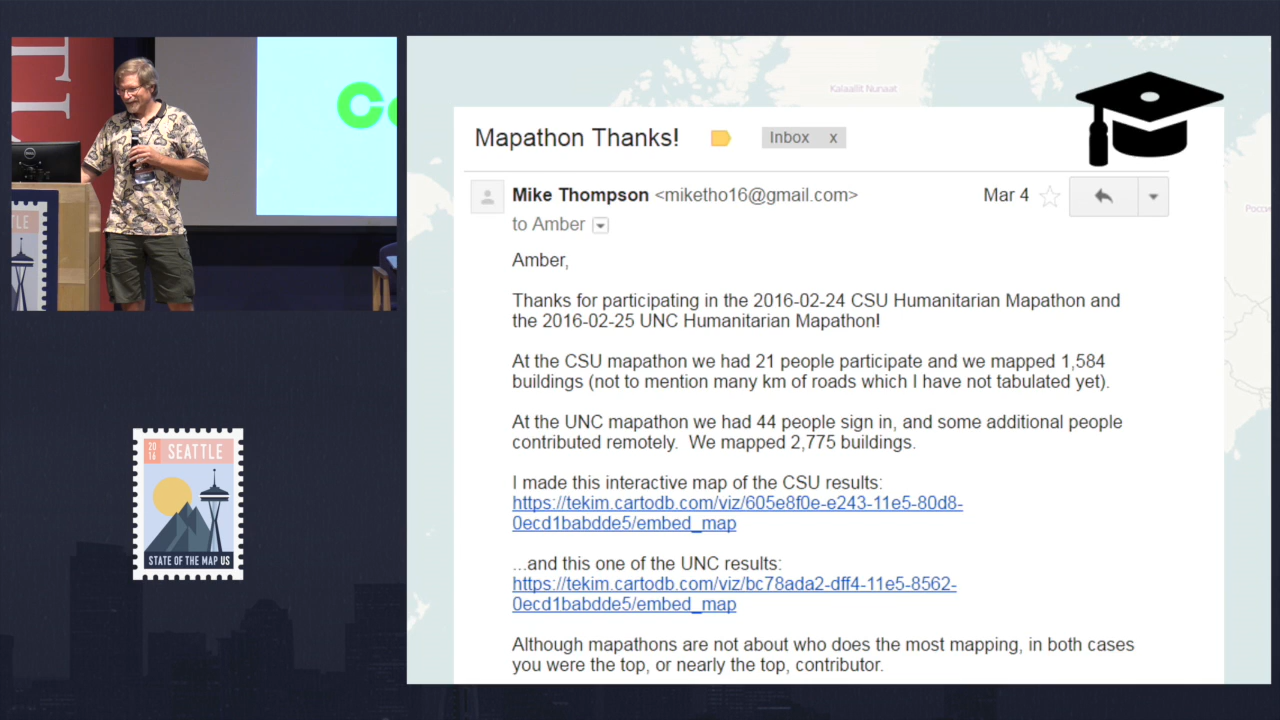 Kalaallit Nunaat
Mapathon Thanks!
Inbox x
Mike Thompson <miketho16@gmail.com>
Mar 4
to Amber
Amber,
Thanks for participating in the 2016-02-24 CSU Humanitarian Mapathon and
the 2016-02-25 UNC Humanitarian Mapathon!
At the CSU mapathon we had 21 people participate and we mapped 1,584
buildings (not to mention many km of roads which I have not tabulated yet).
At the UNC mapathon we had 44 people sign in, and some additional people
contributed remotely.  We mapped 2,775 buildings.
I made this interactive map of the CSU results:
https://tekim.cartodb.com/viz/605e8f0e-e243-11e5-80d8-
0ecd1babdde5/embed_map
...and this one of the UNC results:
https://tekim.cartodb.com/viz/bc78ada2-dff4-11e5-8562-
0ecd1babdde5/embed_map
Although mapathons are not about who does the most mapping, in both cases
you were the top, or nearly the top, contributor.
20
16
SEATTLE
STATE OF THE MAP US
DELL